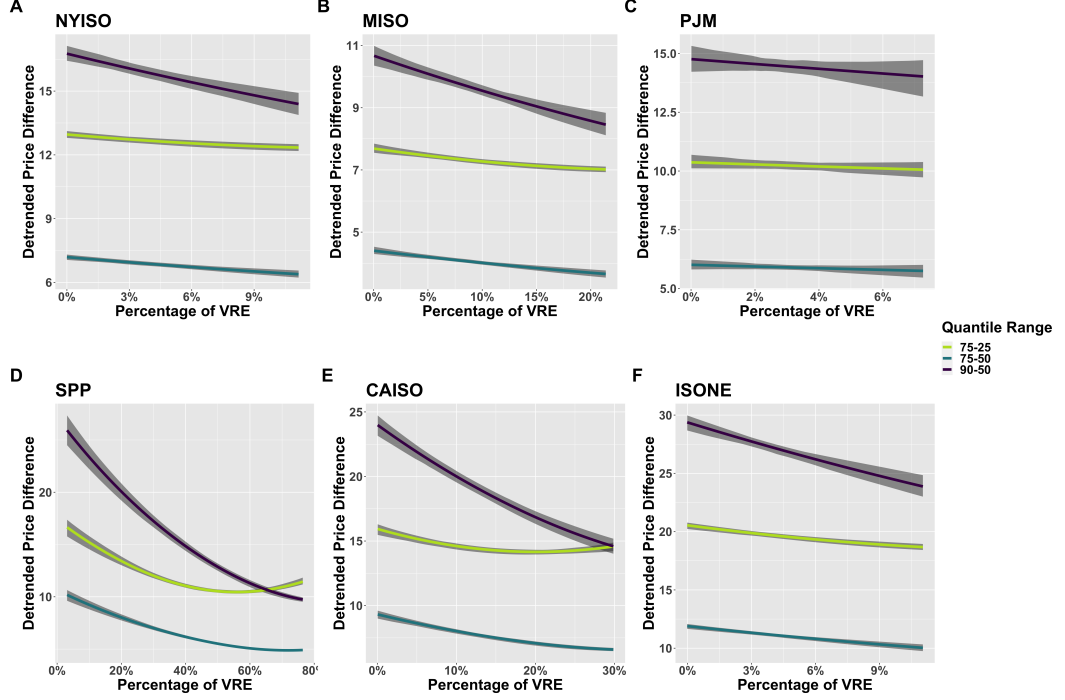 A
NYISO
Detrended Price Difference
15
12
9
6
0%
3%
6%
9%
Percentage of VRE
B
MISO
Detrended Price Difference
11
9
7
5
0%
5%
10%
15%
20%
Percentage of VRE
C
PJM
Detrended Price Difference
15.0
12.5
10.0
7.5
5.0
0%
2%
4%
6%
Percentage of VRE
Quantile Range
75-25
75-50
90-50
D
SPP
Detrended Price Difference
20
10
0%
20%
40%
60%
80
Percentage of VRE
E
CAISO
Detrended Price Difference
25
20
15
10
0%
10%
20%
30%
Percentage of VRE
F
ISONE
Detrended Price Difference
30
25
20
15
10
0%
3%
6%
9%
Percentage of VRE